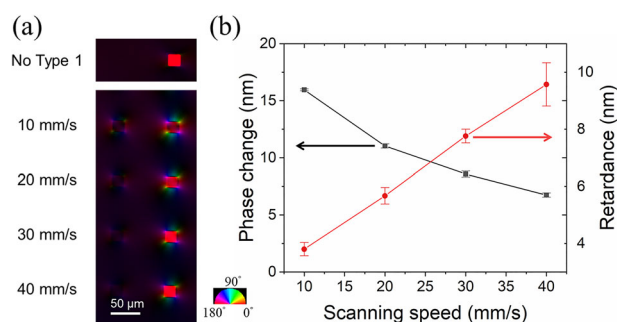 (a)
No Type 1
10 mm/s
20 mm/s
30 mm/s
40 mm/s
50 µm
90°
180° 0°
(b)
Phase change (nm)
20
15
10
5
0
10 15 20 25 30 35 40
Scanning speed (mm/s)
10
8
6
4
Retardance (nm)